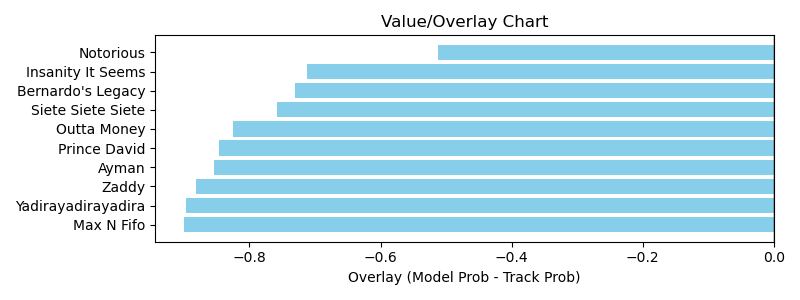 Value/Overlay Chart
Notorious
Insanity It Seems
Bernardo's Legacy
Siete Siete Siete
Outta Money
Prince David
Ayman
Zaddy
Yadirayadirayadira
Max N Fifo
−0.8 −0.6 −0.4 −0.2 0.0
Overlay (Model Prob - Track Prob)